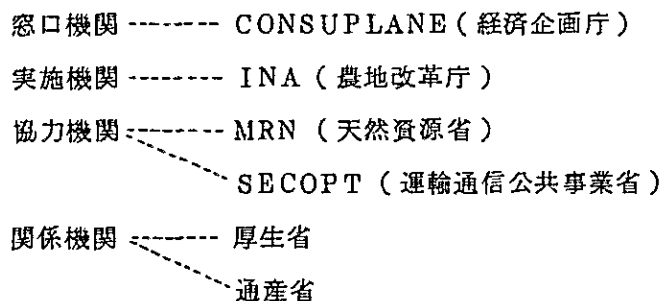 窓口機関 ------- CONSUPLANE（経済企画庁）
実施機関 ------- INA（農地改革庁）
協力機関 ------- MRN（天然資源省）
SECOPT（運輸通信公共事業省）
関係機関 ------- 厚生省
通産省